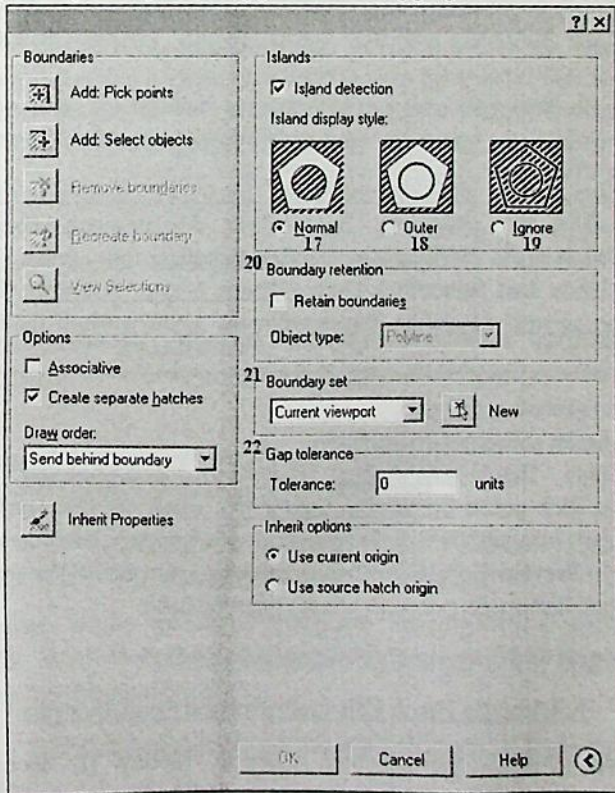 ? X
Boundaries
Add: Pick points
Add: Select objects
Remove boundaries
Recreate boundary
View Selections
Options
Associative
Create separate hatches
Draw order:
Send behind boundary
Inherit Properties
Islands
Island detection
Island display style:
Normal Outer Ignore
17 18 19
20 Boundary retention
Retain boundaries
Object type: Polyline
21 Boundary set
Current viewport New
22 Gap tolerance
Tolerance: 0 units
Inherit options
Use current origin
Use source hatch origin
OK Cancel Help